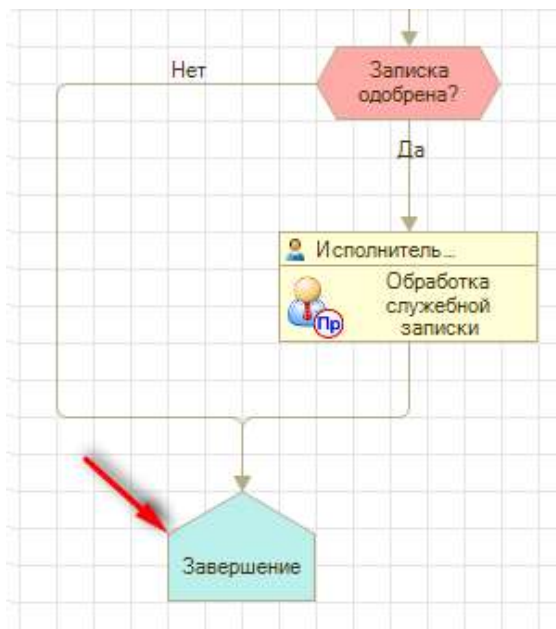 Нет
Записка
одобрена?
Да
Исполнитель...
Обработка
служебной
записки
Пр
Завершение